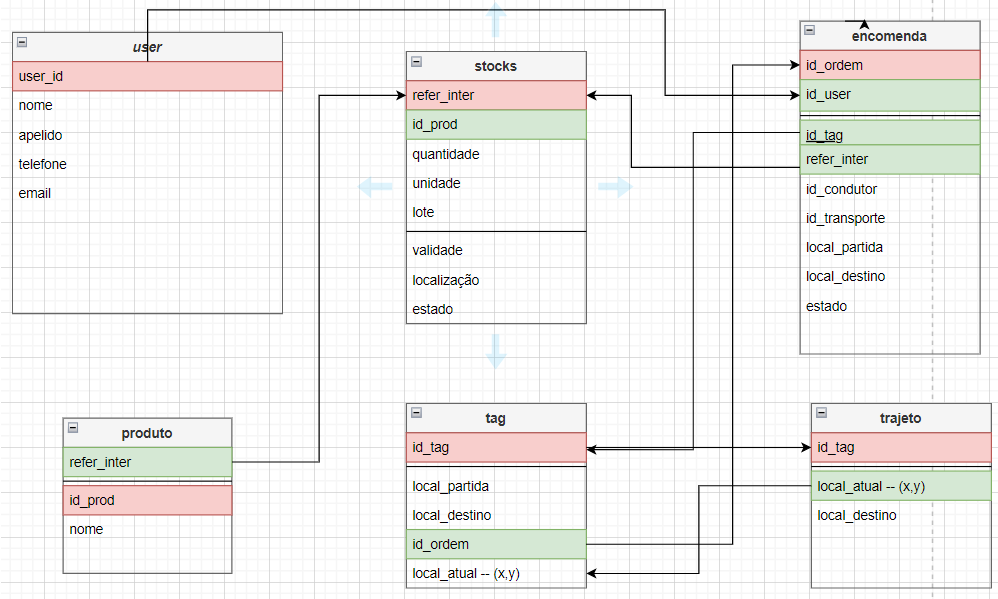 user
user_id
nome
apelido
telefone
email
stocks
refer_inter
id_prod
quantidade
unidade
lote
validade
localização
estado
encomenda
id_ordem
id_user
id_tag
refer_inter
id_condutor
id_transporte
local_partida
local_destino
estado
produto
refer_inter
id_prod
nome
tag
id_tag
local_partida
local_destino
id_ordem
local_atual -- (x,y)
trajeto
id_tag
local_atual -- (x,y)
local_destino